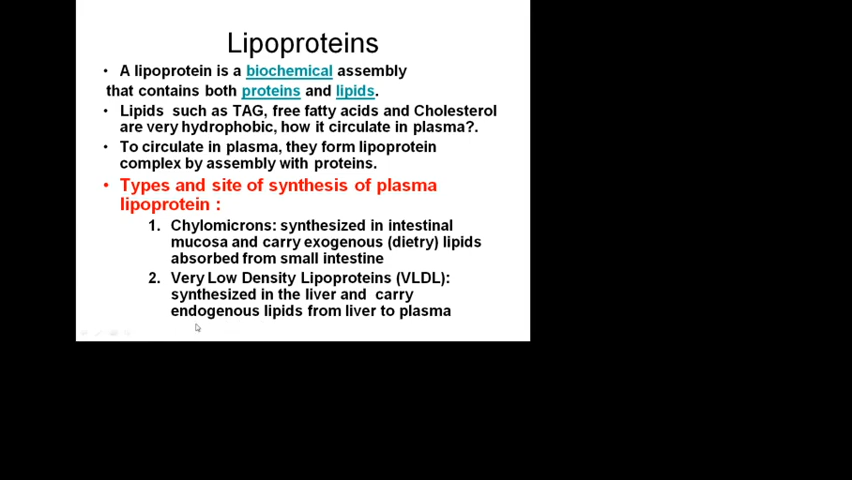 Lipoproteins
• A lipoprotein is a biochemical assembly
that contains both proteins and lipids.
• Lipids such as TAG, free fatty acids and Cholesterol
are very hydrophobic, how it circulate in plasma?.
• To circulate in plasma, they form lipoprotein
complex by assembly with proteins.
• Types and site of synthesis of plasma
lipoprotein :
1. Chylomicrons: synthesized in intestinal
mucosa and carry exogenous (dietry) lipids
absorbed from small intestine
2. Very Low Density Lipoproteins (VLDL):
synthesized in the liver and carry
endogenous lipids from liver to plasma